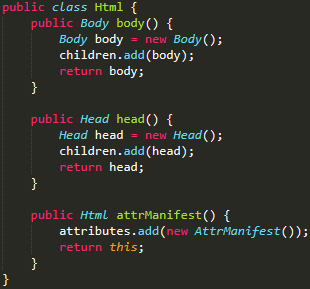 public class Html {
    public Body body() {
        Body body = new Body();
        children.add(body);
        return body;
    }

    public Head head() {
        Head head = new Head();
        children.add(head);
        return head;
    }

    public Html attrManifest() {
        attributes.add(new AttrManifest());
        return this;
    }
}